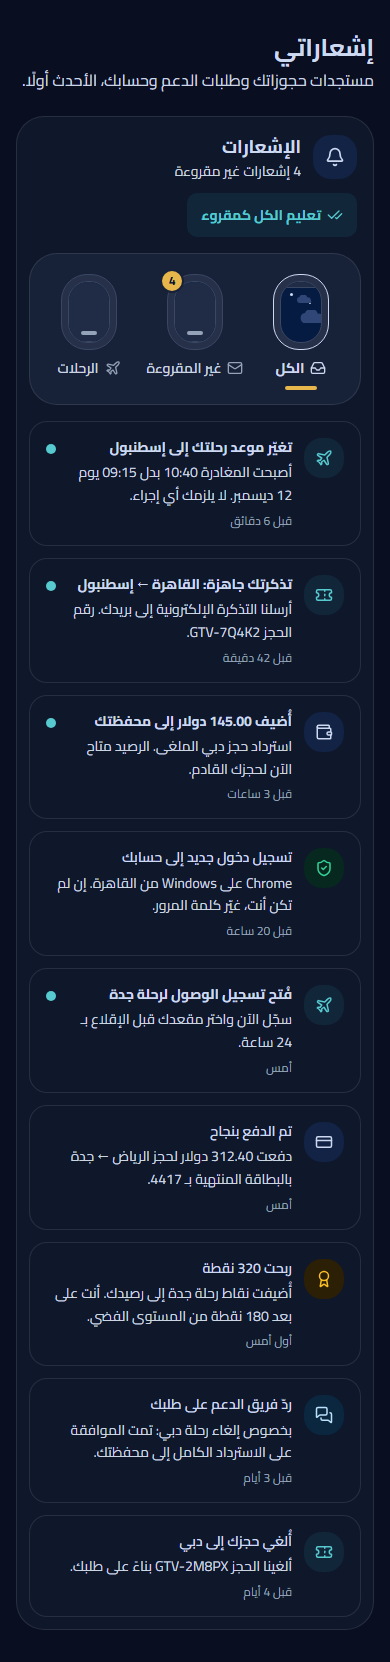 إشعاراتي
مستجدات حجوزاتك وطلبات الدعم وحسابك، الأحدث أولًا.
الإشعارات
4 إشعارات غير مقروءة
تعليم الكل كمقروء
4
الكل
غير المقروءة
الرحلات
تغيّر موعد رحلتك إلى إسطنبول
أصبحت المغادرة 10:40 بدل 09:15 يوم
12 ديسمبر. لا يلزمك أي إجراء.
قبل 6 دقائق
تذكرتك جاهزة: القاهرة ← إسطنبول
أرسلنا التذكرة الإلكترونية إلى بريدك. رقم
الحجز GTV-7Q4K2.
قبل 42 دقيقة
أُضيف 145.00 دولار إلى محفظتك
استرداد حجز دبي الملغى. الرصيد متاح
الآن لحجزك القادم.
قبل 3 ساعات
تسجيل دخول جديد إلى حسابك
Chrome على Windows من القاهرة. إن لم
تكن أنت، غيّر كلمة المرور.
قبل 20 ساعة
فُتح تسجيل الوصول لرحلة جدة
سجّل الآن واختر مقعدك قبل الإقلاع بـ
24 ساعة.
أمس
تم الدفع بنجاح
دفعت 312.40 دولار لحجز الرياض ← جدة
بالبطاقة المنتهية بـ 4417.
أمس
ربحت 320 نقطة
أُضيفت نقاط رحلة جدة إلى رصيدك. أنت على
بعد 180 نقطة من المستوى الفضي.
أول أمس
ردّ فريق الدعم على طلبك
بخصوص إلغاء رحلة دبي: تمت الموافقة
على الاسترداد الكامل إلى محفظتك.
قبل 3 أيام
أُلغي حجزك إلى دبي
ألغينا الحجز GTV-2M8PX بناءً على طلبك.
قبل 4 أيام